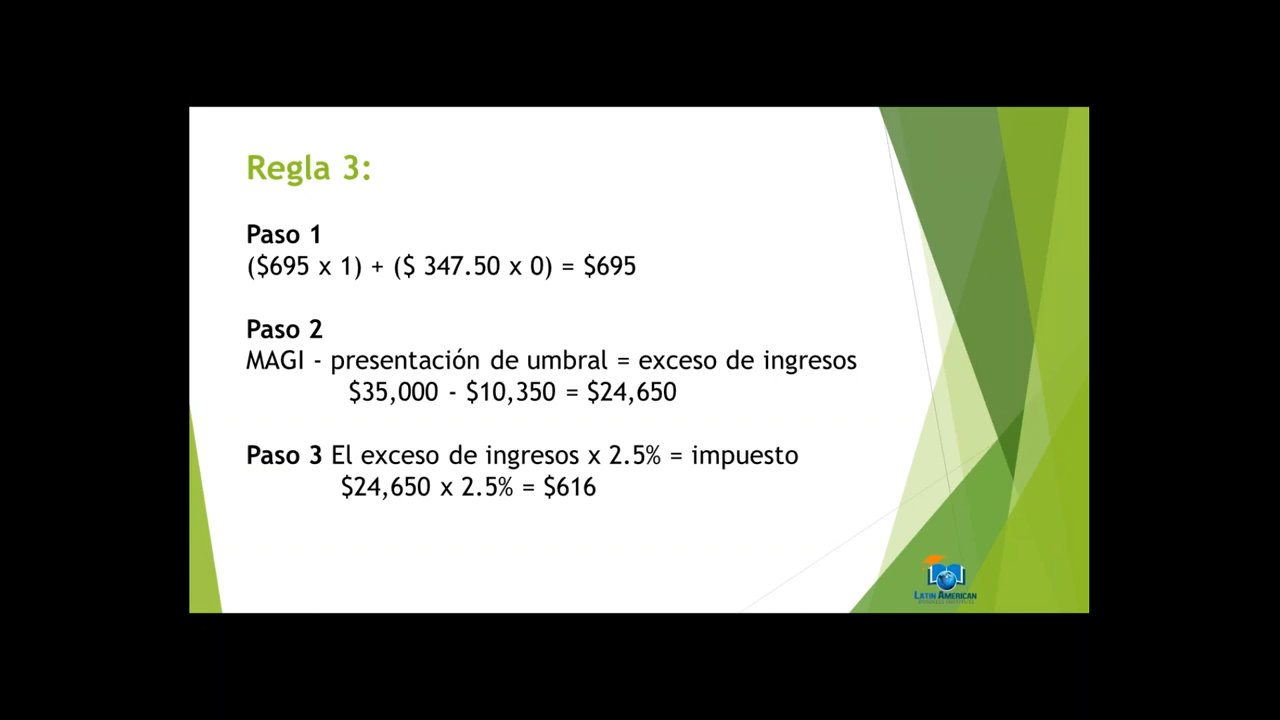 Regla 3:
Paso 1
($695 x 1) + ($ 347.50 x 0) = $695
Paso 2
MAGI - presentación de umbral = exceso de ingresos
$35,000 - $10,350 = $24,650
Paso 3 El exceso de ingresos x 2.5% = impuesto
$24,650 x 2.5% = $616
LATIN AMERICAN